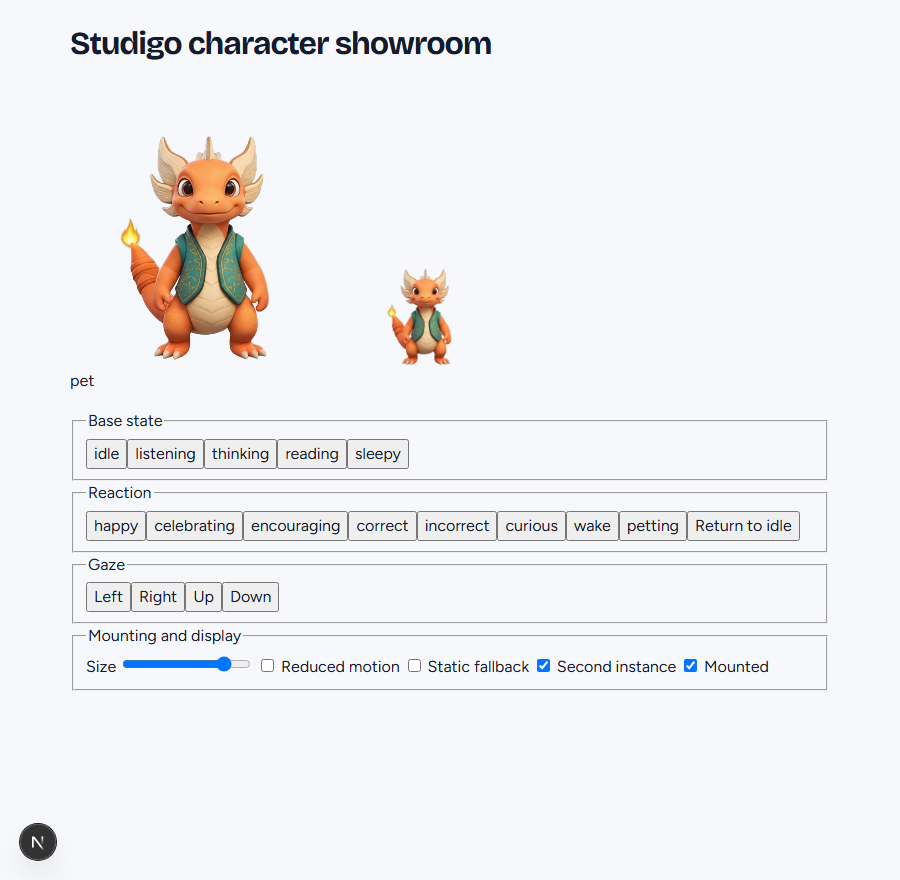 Studigo character showroom
pet
Base state
idle listening thinking reading sleepy
Reaction
happy celebrating encouraging correct incorrect curious wake petting Return to idle
Gaze
Left Right Up Down
Mounting and display
Size Reduced motion Static fallback Second instance Mounted
N